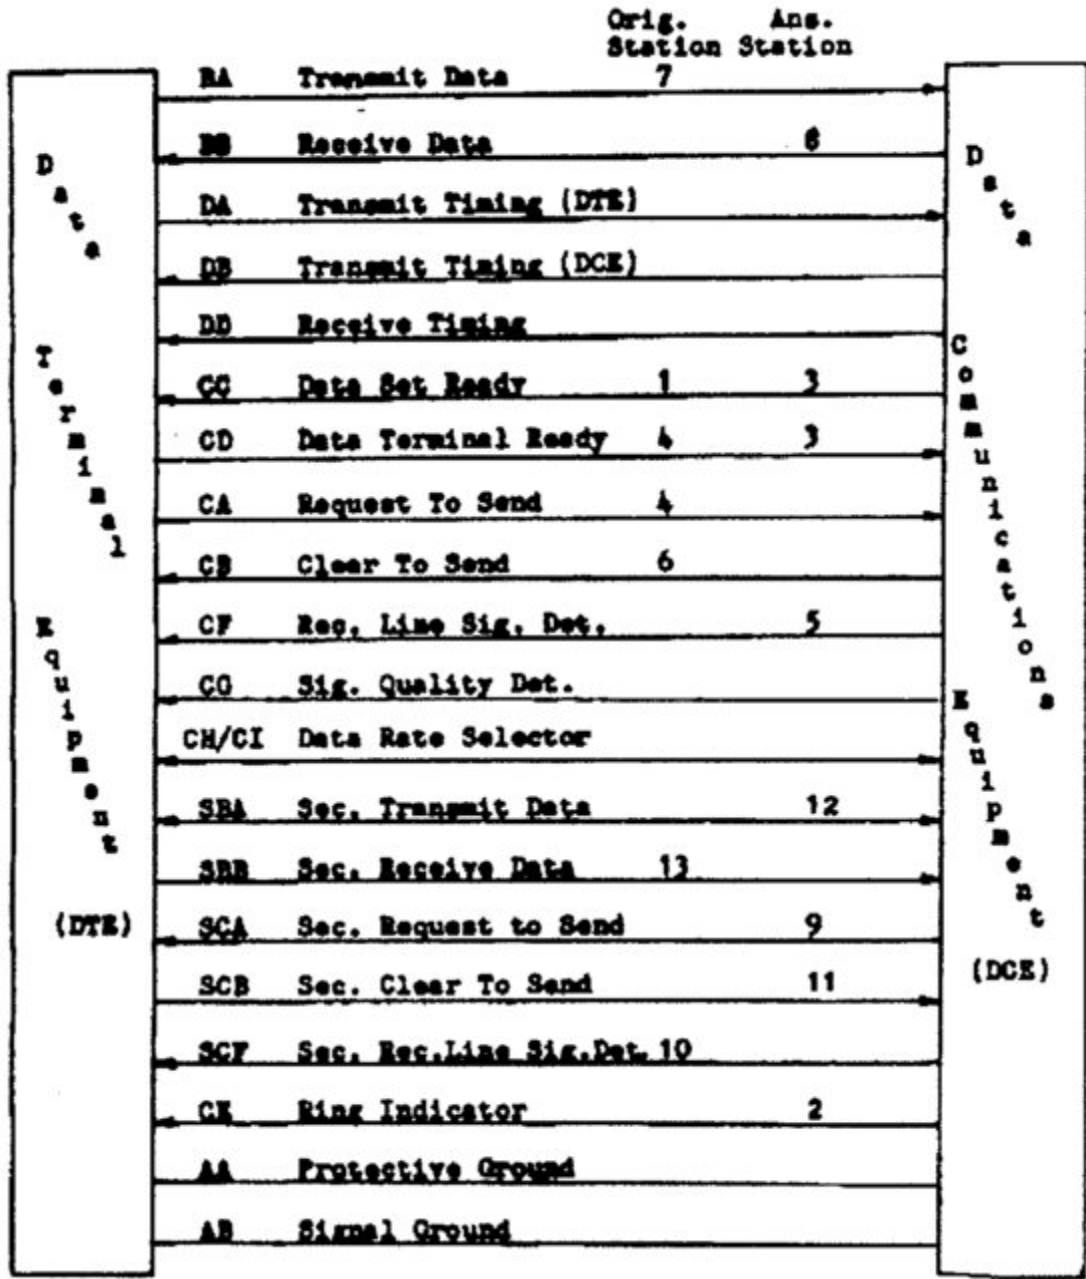 Orig. Ans.
Station Station
BA Transmit Data 7
BB Receive Data 8
DA Transmit Timing (DTE)
DB Transmit Timing (DCE)
DD Receive Timing
CC Data Set Ready 1 3
CD Data Terminal Ready 4 3
CA Request To Send 4
CB Clear To Send 6
CF Rec. Line Sig. Det. 5
CG Sig. Quality Det.
CH/CI Data Rate Selector
SBA Sec. Transmit Data 12
SBB Sec. Receive Data 13
SCA Sec. Request to Send 9
SCB Sec. Clear To Send 11
SCF Sec. Rec.Line Sig.Det. 10
CE Ring Indicator 2
AA Protective Ground
AB Signal Ground
Data Terminal Equipment
(DTE)
Data Communications Equipment
(DCE)